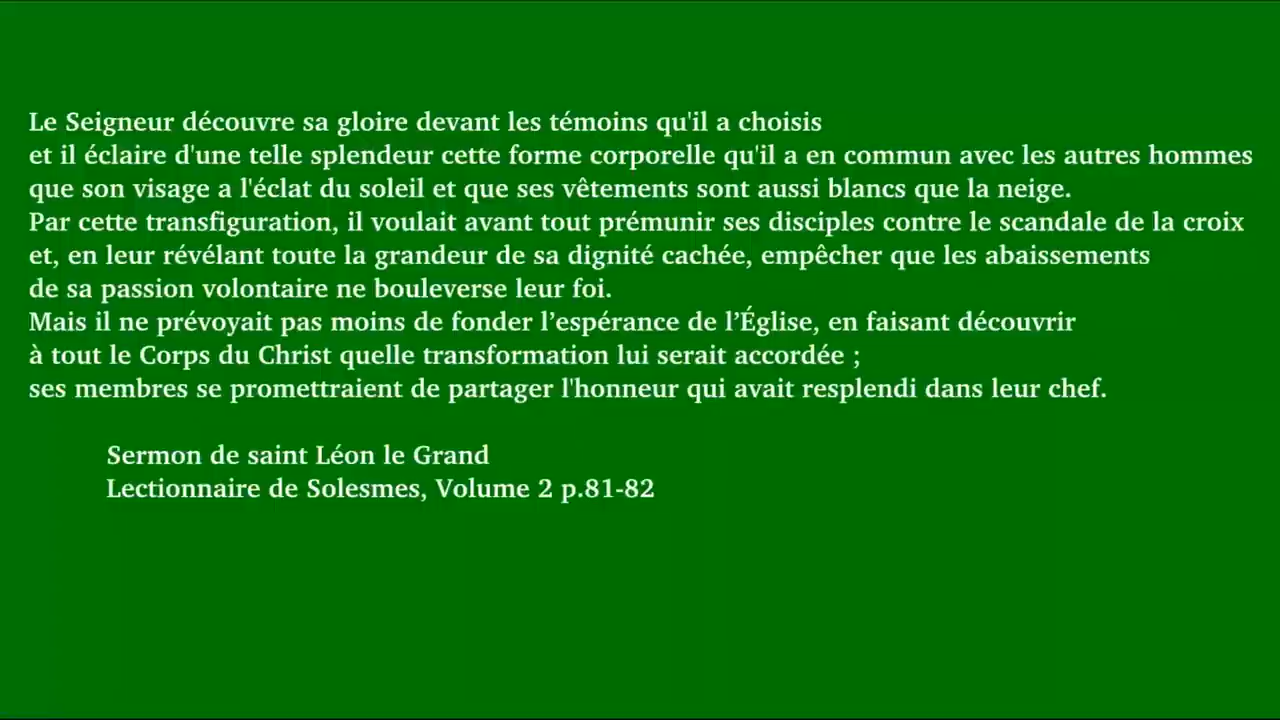 Le Seigneur découvre sa gloire devant les témoins qu'il a choisis
et il éclaire d'une telle splendeur cette forme corporelle qu'il a en commun avec les autres hommes
que son visage a l'éclat du soleil et que ses vêtements sont aussi blancs que la neige.
Par cette transfiguration, il voulait avant tout prémunir ses disciples contre le scandale de la croix
et, en leur révélant toute la grandeur de sa dignité cachée, empêcher que les abaissements
de sa passion volontaire ne bouleverse leur foi.
Mais il ne prévoyait pas moins de fonder l’espérance de l’Église, en faisant découvrir
à tout le Corps du Christ quelle transformation lui serait accordée ;
ses membres se promettraient de partager l'honneur qui avait resplendi dans leur chef.
Sermon de saint Léon le Grand
Lectionnaire de Solesmes, Volume 2 p.81-82